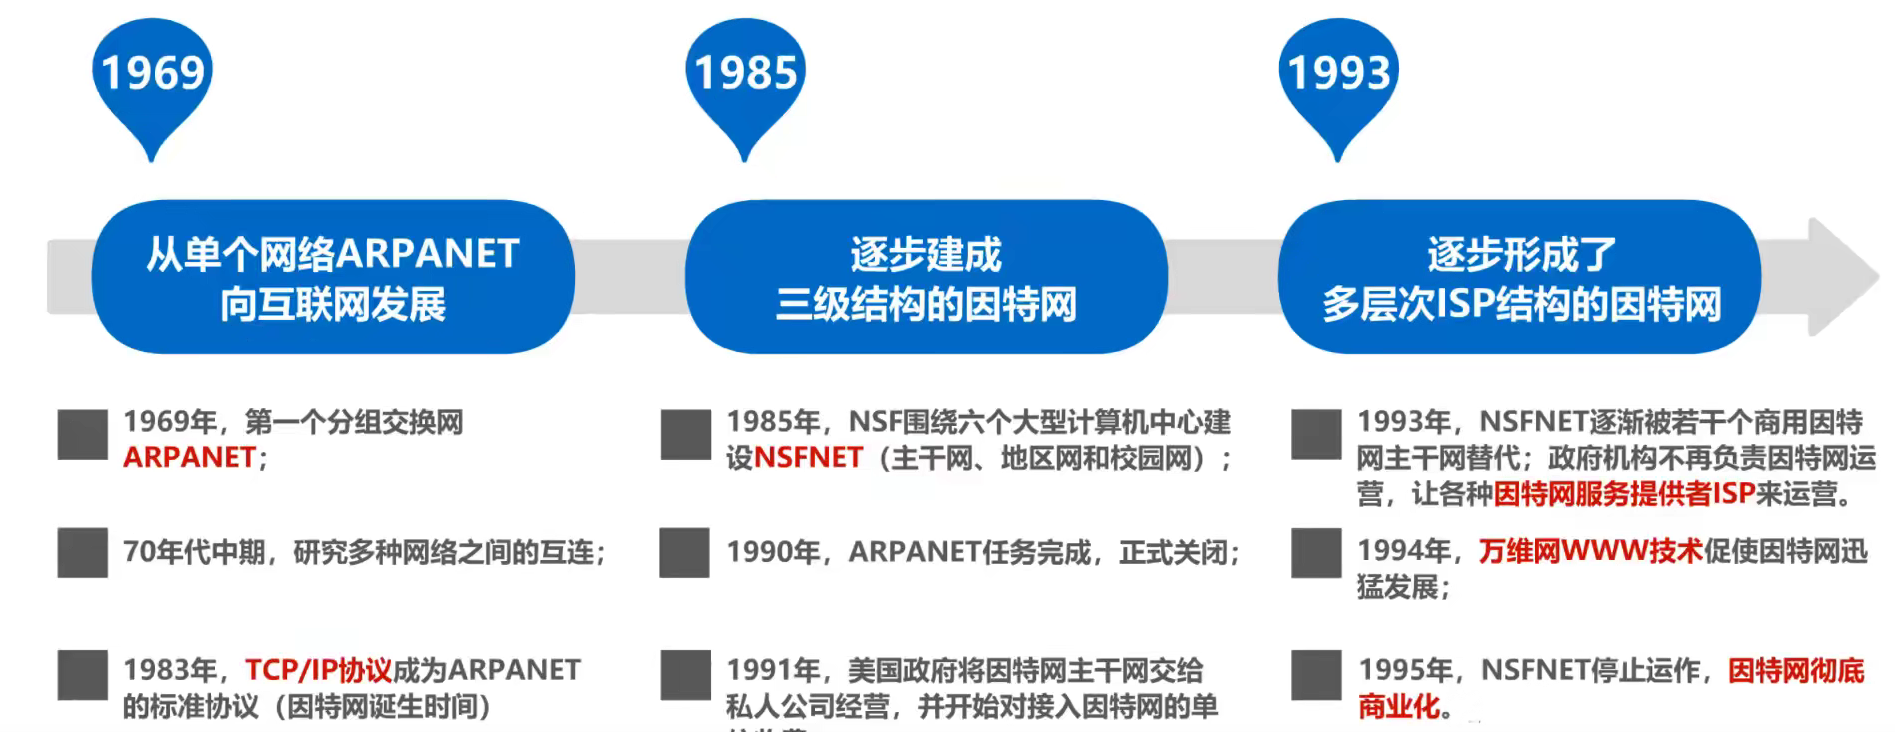 1969
1985
1993
从单个网络ARPANET
向互联网发展
逐步建成
三级结构的因特网
逐步形成了
多层次ISP结构的因特网
1969年，第一个分组交换网
ARPANET；
70年代中期，研究多种网络之间的互连；
1983年，TCP/IP协议成为ARPANET
的标准协议（因特网诞生时间）
1985年，NSF围绕六个大型计算机中心建
设NSFNET（主干网、地区网和校园网）；
1990年，ARPANET任务完成，正式关闭；
1991年，美国政府将因特网主干网交给
私人公司经营，并开始对接入因特网的单
1993年，NSFNET逐渐被若干个商用因特
网主干网替代；政府机构不再负责因特网运
营，让各种因特网服务提供者ISP来运营。
1994年，万维网WWW技术促使因特网迅
猛发展；
1995年，NSFNET停止运作，因特网彻底
商业化。